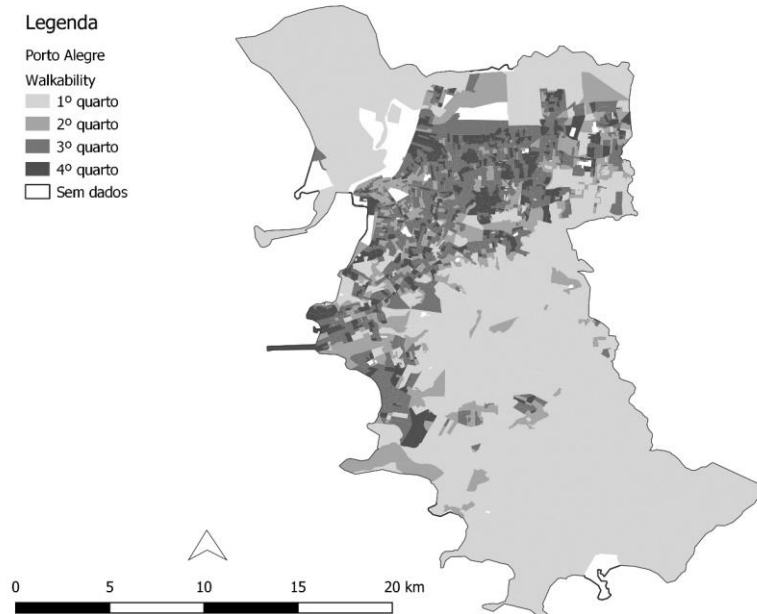 Legenda
Porto Alegre
Walkability
1º quarto
2º quarto
3º quarto
4º quarto
Sem dados
0 5 10 15 20 km